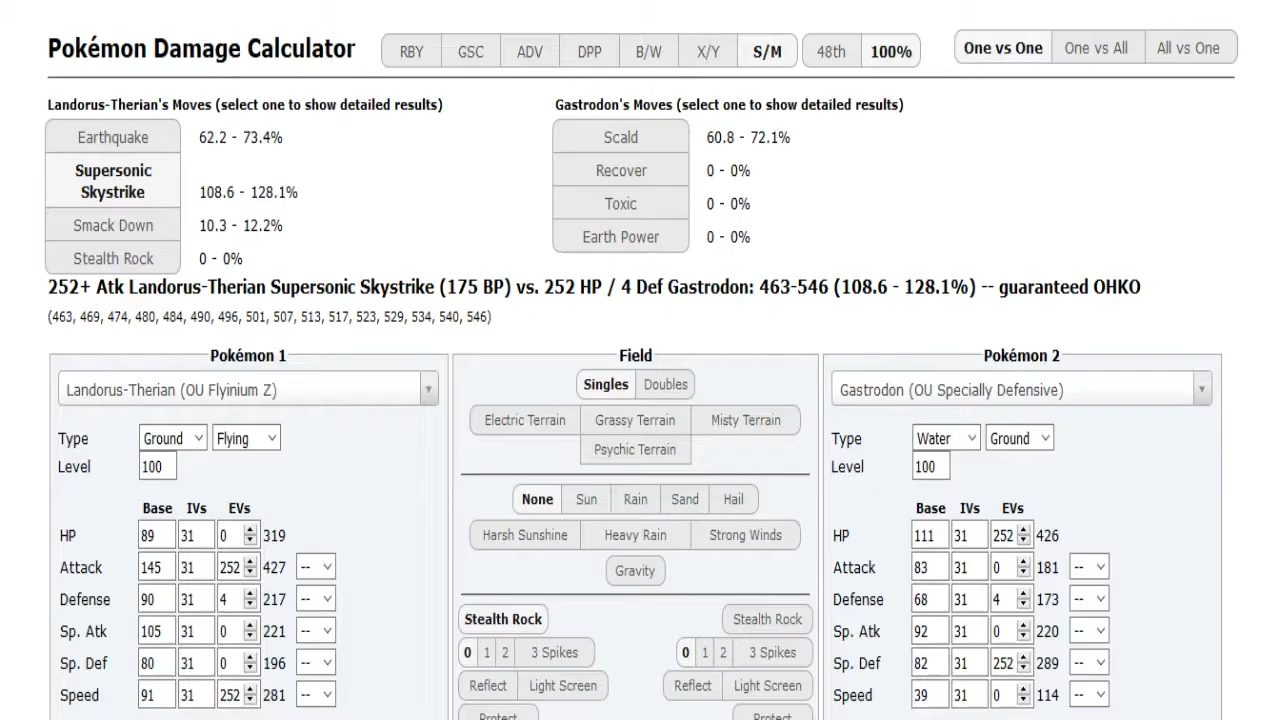 Pokémon Damage Calculator
RBY GSC ADV DPP B/W X/Y S/M 48th 100% One vs One One vs All All vs One
Landorus-Therian's Moves (select one to show detailed results) Gastrodon's Moves (select one to show detailed results)
Earthquake 62.2 - 73.4% Scald 60.8 - 72.1%
Supersonic
Skystrike 108.6 - 128.1% Recover 0 - 0%
Smack Down 10.3 - 12.2% Toxic 0 - 0%
Stealth Rock 0 - 0% Earth Power 0 - 0%
252+ Atk Landorus-Therian Supersonic Skystrike (175 BP) vs. 252 HP / 4 Def Gastrodon: 463-546 (108.6 - 128.1%) -- guaranteed OHKO
(463, 469, 474, 480, 484, 490, 496, 501, 507, 513, 517, 523, 529, 534, 540, 546)
Pokémon 1
Landorus-Therian (OU Flyinium Z)
Type Ground Flying
Level 100
Base IVs EVs
HP 89 31 0 319
Attack 145 31 252 427 --
Defense 90 31 4 217 --
Sp. Atk 105 31 0 221 --
Sp. Def 80 31 0 196 --
Speed 91 31 252 281 --
Field
Singles Doubles
Electric Terrain Grassy Terrain Misty Terrain
Psychic Terrain
None Sun Rain Sand Hail
Harsh Sunshine Heavy Rain Strong Winds
Gravity
Stealth Rock Stealth Rock
0 1 2 3 Spikes 0 1 2 3 Spikes
Reflect Light Screen Reflect Light Screen
Protect Protect
Pokémon 2
Gastrodon (OU Specially Defensive)
Type Water Ground
Level 100
Base IVs EVs
HP 111 31 252 426
Attack 83 31 0 181 --
Defense 68 31 4 173 --
Sp. Atk 92 31 0 220 --
Sp. Def 82 31 252 289 --
Speed 39 31 0 114 --